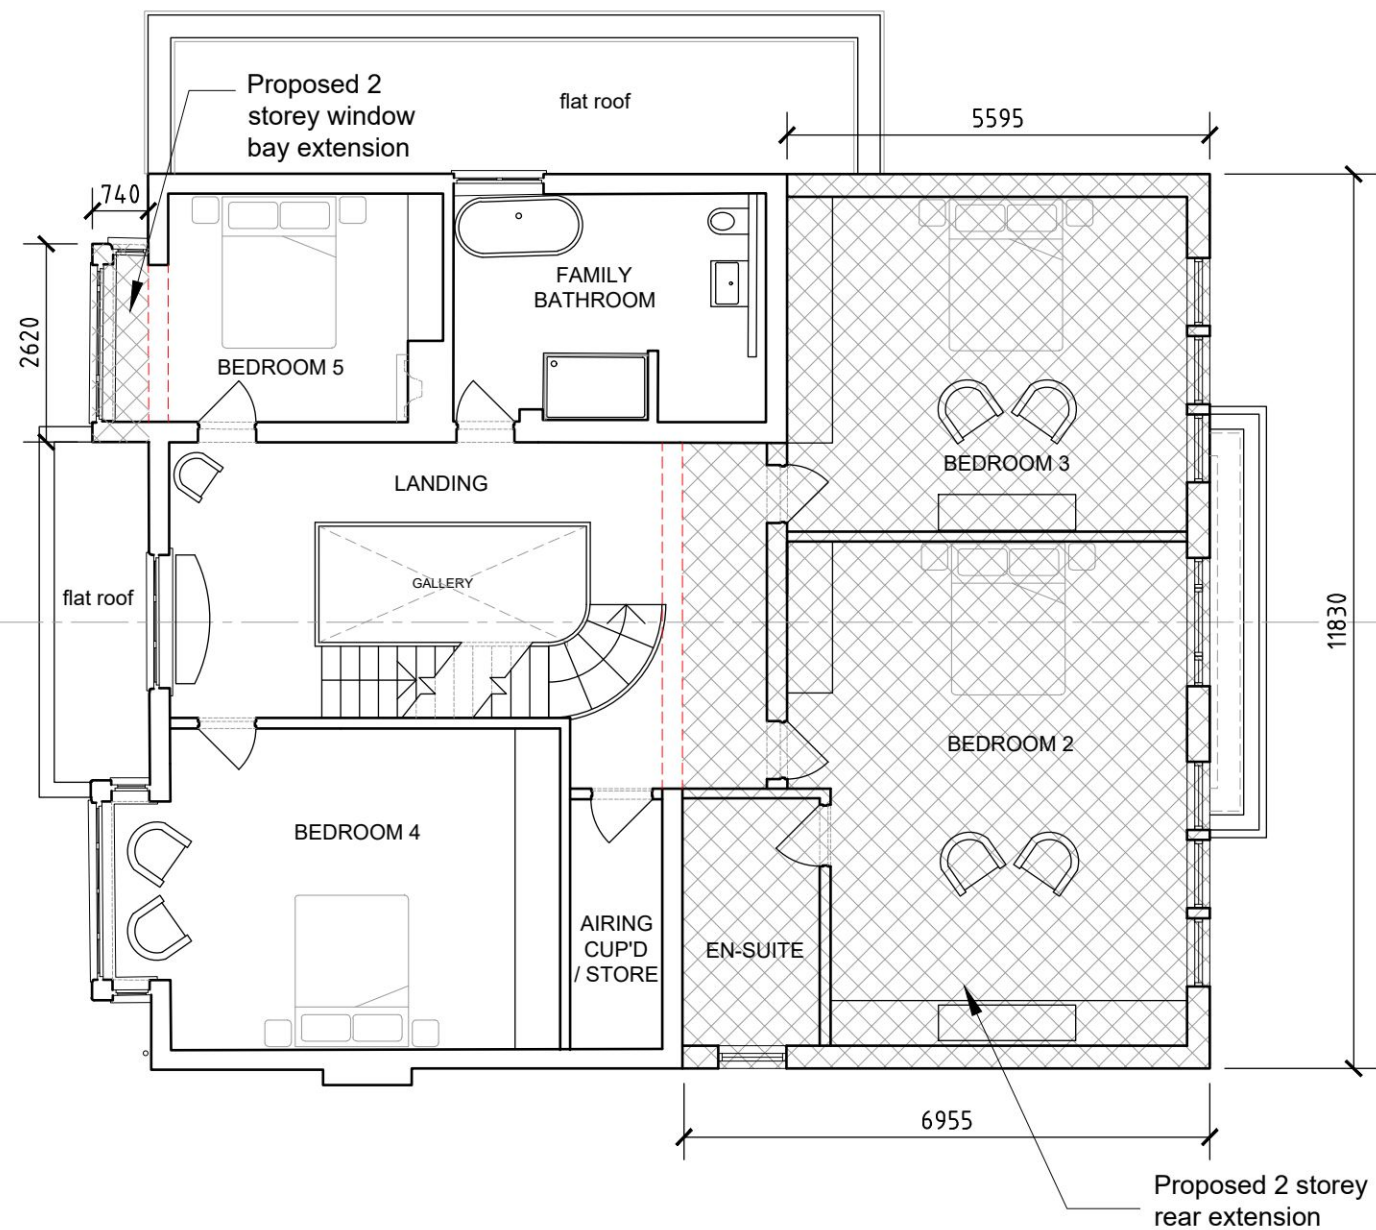 Proposed 2
storey window
bay extension
flat roof
5595
740
FAMILY
BATHROOM
2620
BEDROOM 5
BEDROOM 3
LANDING
GALLERY
flat roof
11830
BEDROOM 2
BEDROOM 4
AIRING
CUP'D
/ STORE
EN-SUITE
6955
Proposed 2 storey
rear extension